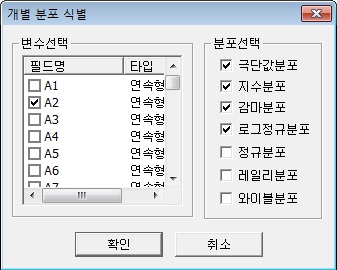 개별 분포 식별
변수선택
필드명 타입
A1 연속형
A2 연속형
A3 연속형
A4 연속형
A5 연속형
A6 연속형
A7 연속형
분포선택
극단값분포
지수분포
감마분포
로그정규분포
정규분포
레일리분포
와이블분포
확인 취소